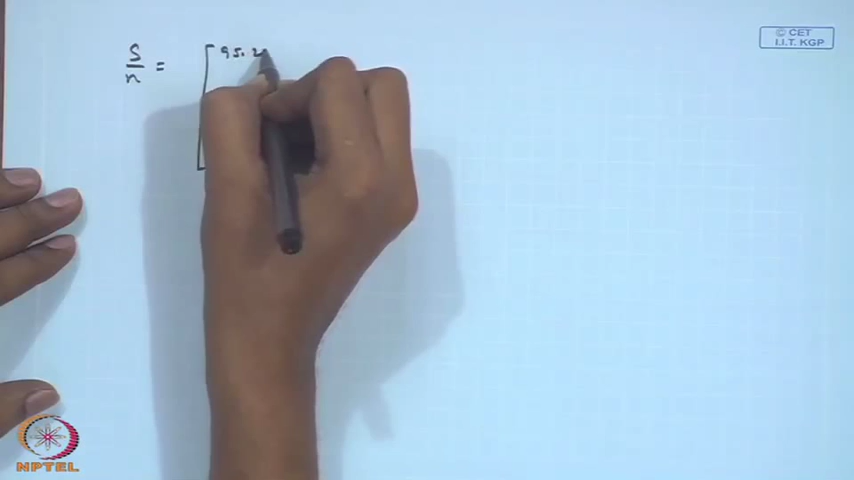 S/n = [ 95.2
© CET
I.I.T. KGP
NPTEL